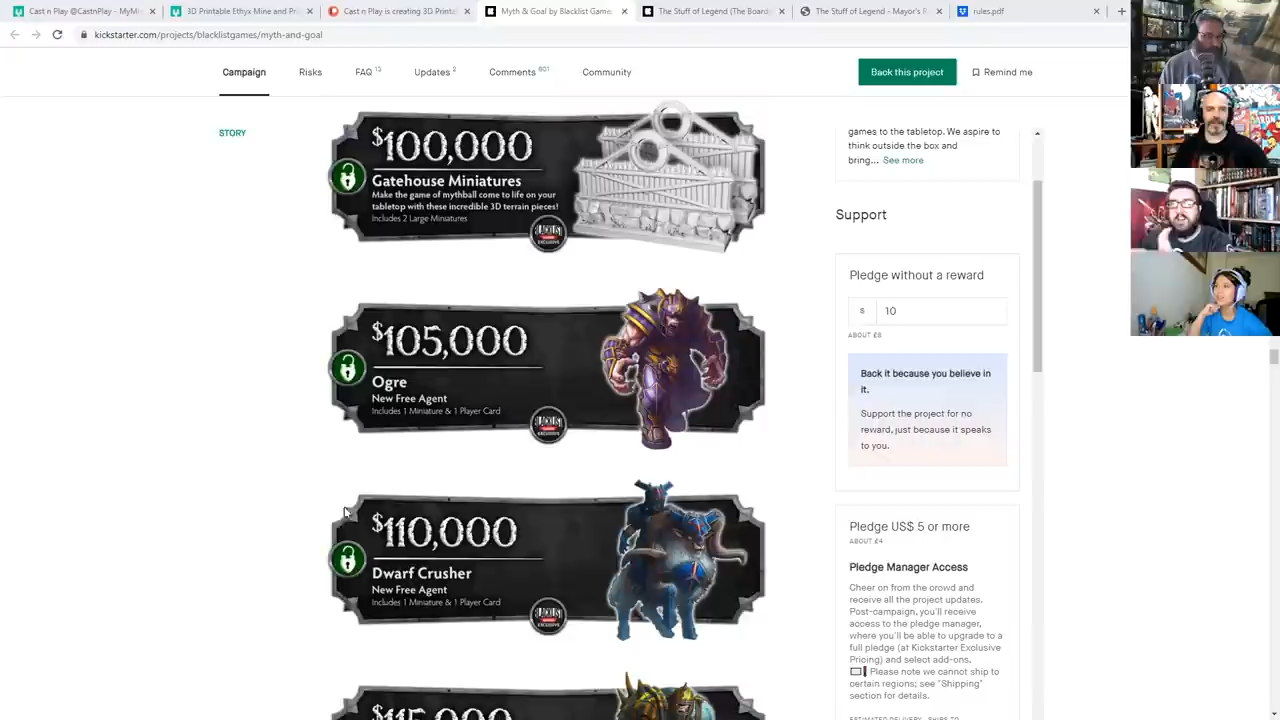 Cast n Play @CastnPlay - MyMi
3D Printable Ethyx Mine and Pri
Cast n Play is creating 3D Printa
Myth & Goal by Blacklist Game
The Stuff of Legend (The Board
The Stuff of Legend - Mayor's R
rules.pdf
kickstarter.com/projects/blacklistgames/myth-and-goal
Campaign
Risks
FAQ 13
Updates 2
Comments 601
Community
Back this project
Remind me
STORY
$100,000
Gatehouse Miniatures
Make the game of mythball come to life on your
tabletop with these incredible 3D terrain pieces!
Includes 2 Large Miniatures
BLACKLIST
$105,000
Ogre
New Free Agent
Includes 1 Miniature & 1 Player Card
BLACKLIST
$110,000
Dwarf Crusher
New Free Agent
Includes 1 Miniature & 1 Player Card
BLACKLIST
$115,000
games to the tabletop. We aspire to
think outside the box and
bring... See more
Support
Pledge without a reward
$ 10
ABOUT £8
Back it because you believe in
it.
Support the project for no
reward, just because it speaks
to you.
Pledge US$ 5 or more
ABOUT £4
Pledge Manager Access
Cheer on from the crowd and
receive all the project updates.
Post-campaign, you'll receive
access to the pledge manager,
where you'll be able to upgrade to a
full pledge (at Kickstarter Exclusive
Pricing) and select add-ons.
Please note we cannot ship to
certain regions; see "Shipping"
section for details.
ESTIMATED DELIVERY SHIPS TO